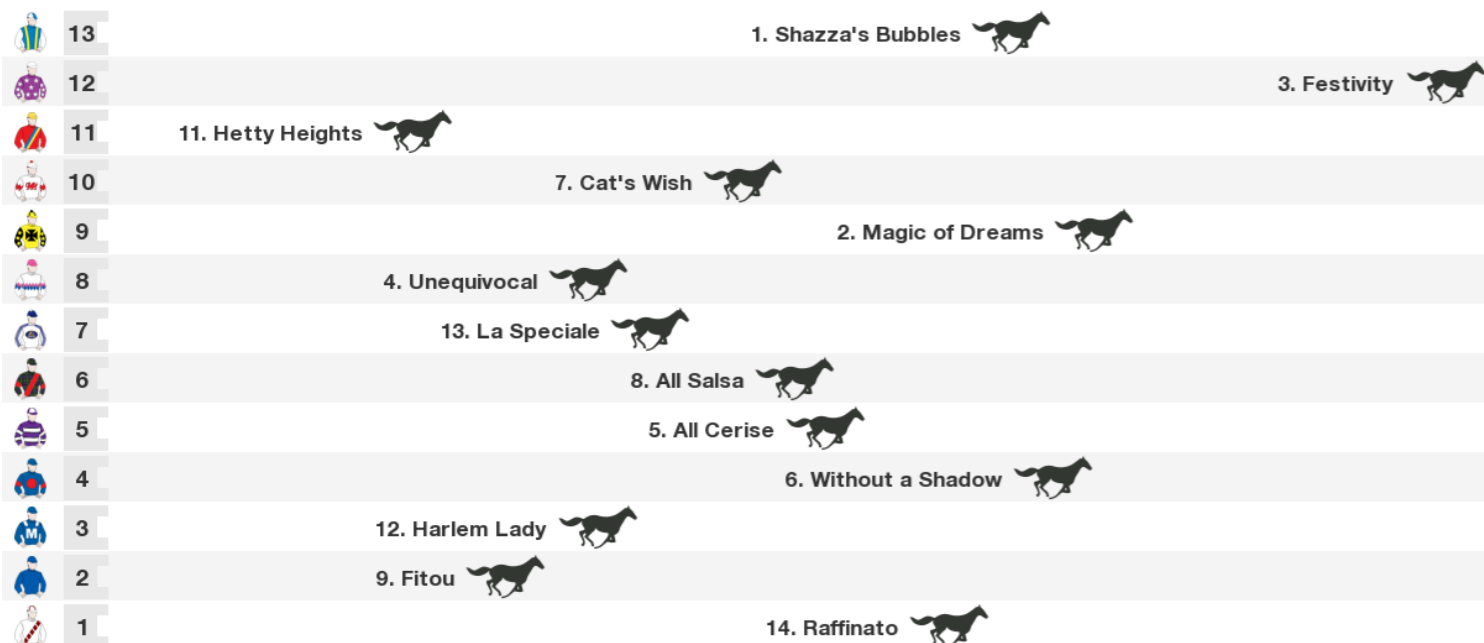 13 1. Shazza's Bubbles
12 3. Festivity
11 11. Hetty Heights
10 7. Cat's Wish
9 2. Magic of Dreams
8 4. Unequivocal
7 13. La Speciale
6 8. All Salsa
5 5. All Cerise
4 6. Without a Shadow
M 3 12. Harlem Lady
2 9. Fitou
1 14. Raffinato